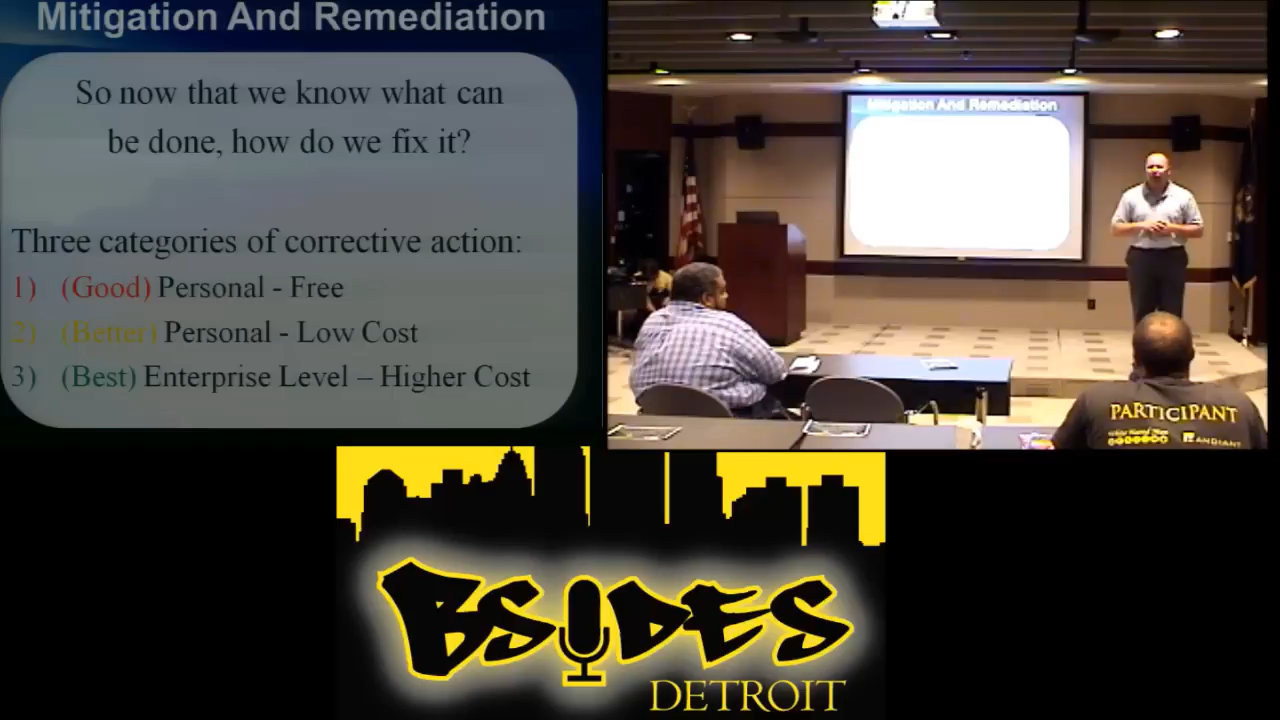 Mitigation And Remediation
So now that we know what can
be done, how do we fix it?
Three categories of corrective action:
1) (Good) Personal - Free
2) (Better) Personal - Low Cost
3) (Best) Enterprise Level – Higher Cost
Mitigation And Remediation
PARTICIPANT
BSIDES
DETROIT